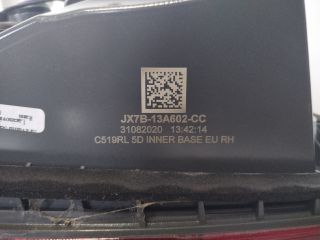 JX7B-13A602-CC
31082020 13:42:14
C519RL 5D INNER BASE EU RH